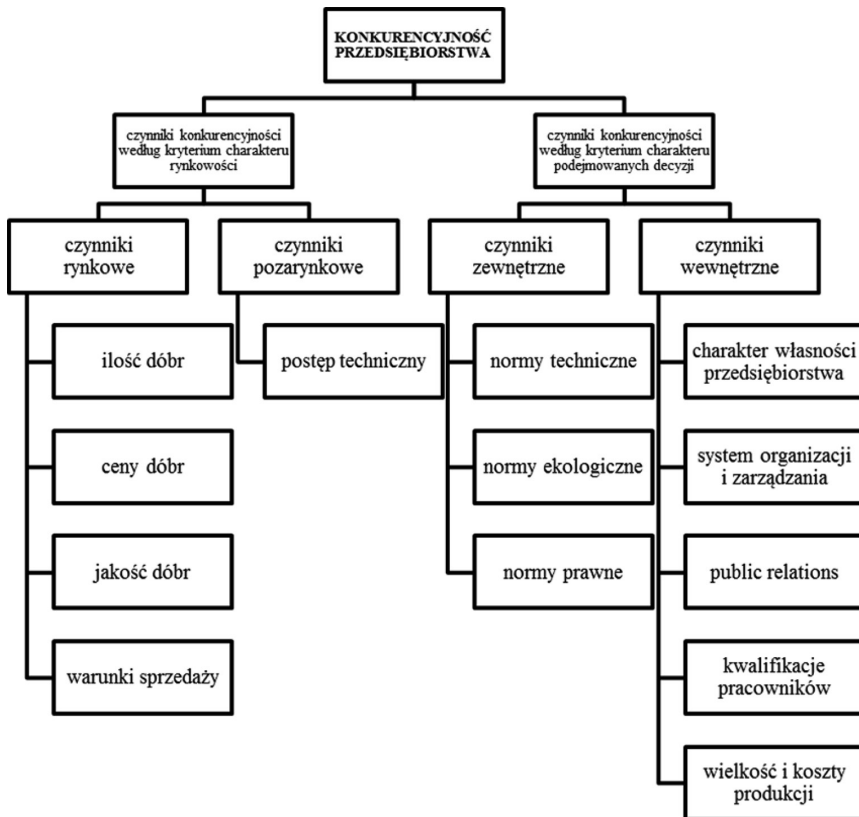 KONKURENCYJNOŚĆ
PRZEDSIĘBIORSTWA
czynniki konkurencyjności
według kryterium charakteru
rynkowości
czynniki konkurencyjności
według kryterium charakteru
podejmowanych decyzji
czynniki
rynkowe
czynniki
pozarynkowe
czynniki
zewnętrzne
czynniki
wewnętrzne
ilość dóbr
postęp techniczny
normy techniczne
charakter własności
przedsiębiorstwa
ceny dóbr
normy ekologiczne
system organizacji
i zarządzania
jakość dóbr
normy prawne
public relations
warunki sprzedaży
kwalifikacje
pracowników
wielkość i koszty
produkcji